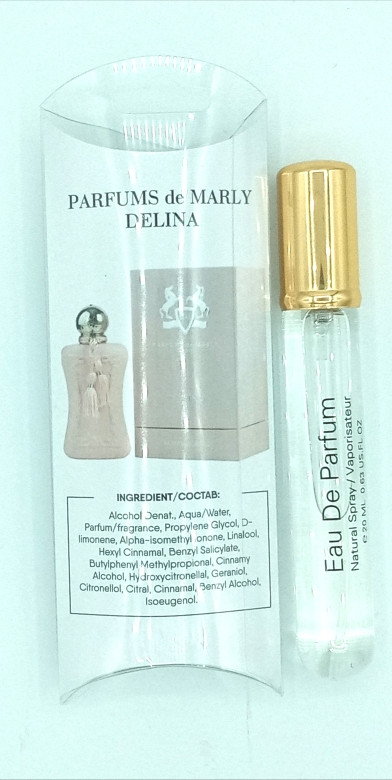 PARFUMS de MARLY
DELINA
INGREDIENT/СОСТАВ:
Alcohol Denat., Aqua/Water,
Parfum/fragrance, Propylene Glycol, D-
limonene, Alpha-isomethyl ionone, Linalool,
Hexyl Cinnamal, Benzyl Salicylate,
Butylphenyl Methylpropional, Cinnamy
Alcohol, Hydroxycitronellal, Geraniol,
Citronellol, Citral, Cinnamal, Benzyl Alcohol,
Isoeugenol.
Eau De Parfum
Natural Spray / Vaporisateur
e 20 ML 0.63 US.FL.OZ